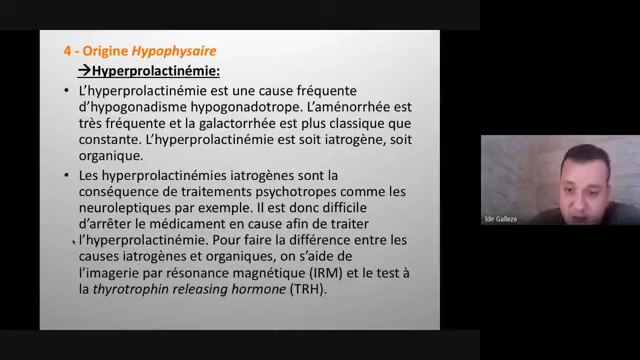 4 - Origine Hypophysaire
→Hyperprolactinémie:
• L'hyperprolactinémie est une cause fréquente
d'hypogonadisme hypogonadotrope. L'aménorrhée est
très fréquente et la galactorrhée est plus classique que
constante. L'hyperprolactinémie est soit iatrogène, soit
organique.
• Les hyperprolactinémies iatrogènes sont la
conséquence de traitements psychotropes comme les
neuroleptiques par exemple. Il est donc difficile
d'arrêter le médicament en cause afin de traiter
l'hyperprolactinémie. Pour faire la différence entre les
causes iatrogènes et organiques, on s'aide de
l'imagerie par résonance magnétique (IRM) et le test à
la thyrotrophin releasing hormone (TRH).
Idir Galleze